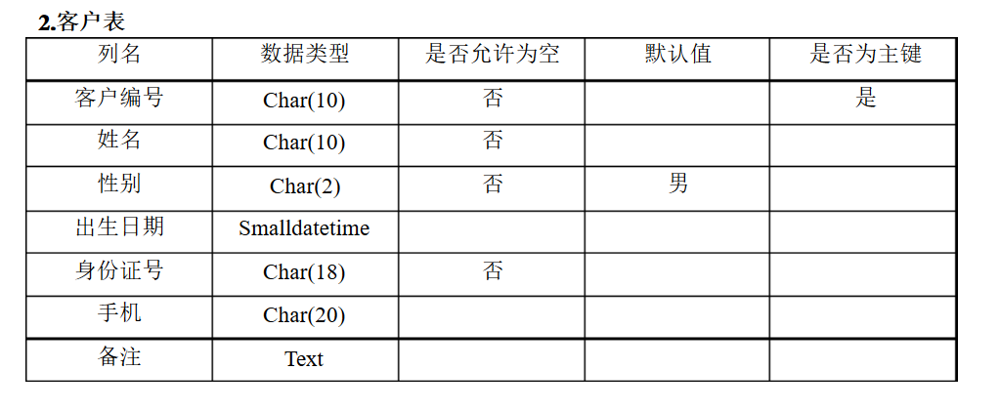 2.客户表
列名 数据类型 是否允许为空 默认值 是否为主键
客户编号 Char(10) 否 是
姓名 Char(10) 否
性别 Char(2) 否 男
出生日期 Smalldatetime
身份证号 Char(18) 否
手机 Char(20)
备注 Text